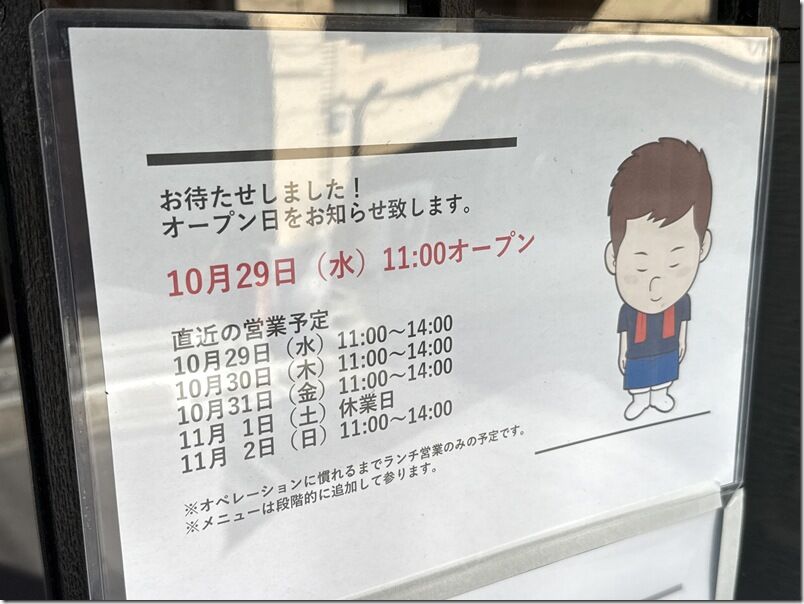 お待たせしました！
オープン日をお知らせ致します。
10月29日（水）11:00オープン
直近の営業予定
10月29日（水）11:00～14:00
10月30日（木）11:00～14:00
10月31日（金）11:00～14:00
11月 1日（土）休業日
11月 2日（日）11:00～14:00
※オペレーションに慣れるまでランチ営業のみの予定です。
※メニューは段階的に追加して参ります。